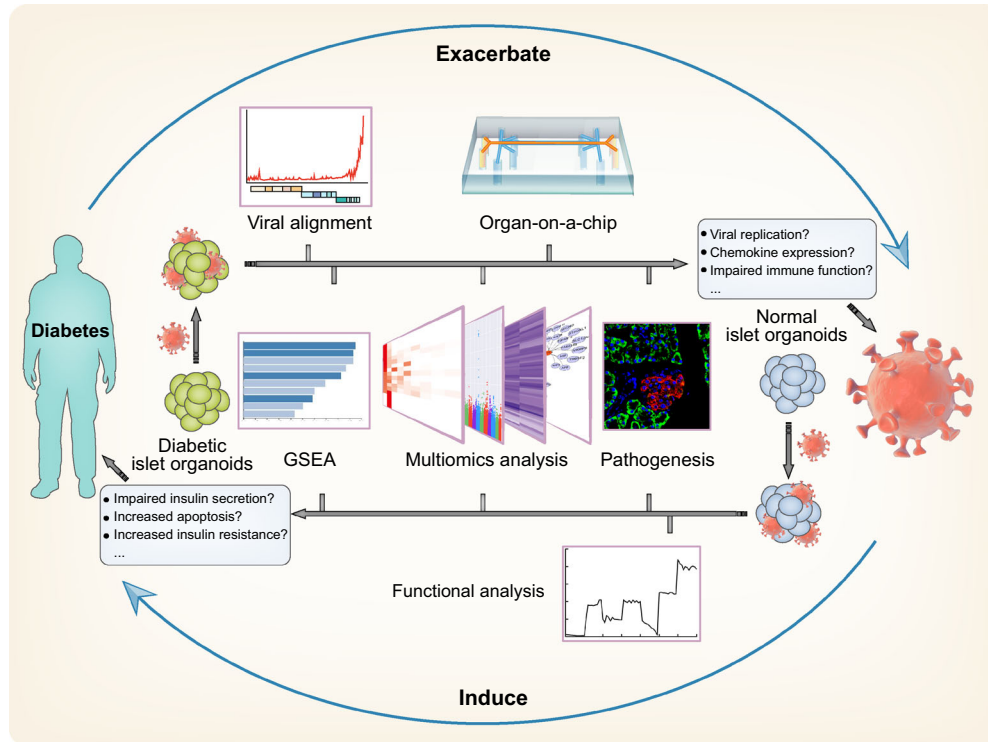 Exacerbate
Viral alignment
Organ-on-a-chip
• Viral replication?
• Chemokine expression?
• Impaired immune function?
...
Diabetes
Normal
islet organoids
Diabetic
islet organoids
GSEA
Multiomics analysis
Pathogenesis
• Impaired insulin secretion?
• Increased apoptosis?
• Increased insulin resistance?
...
Functional analysis
Induce